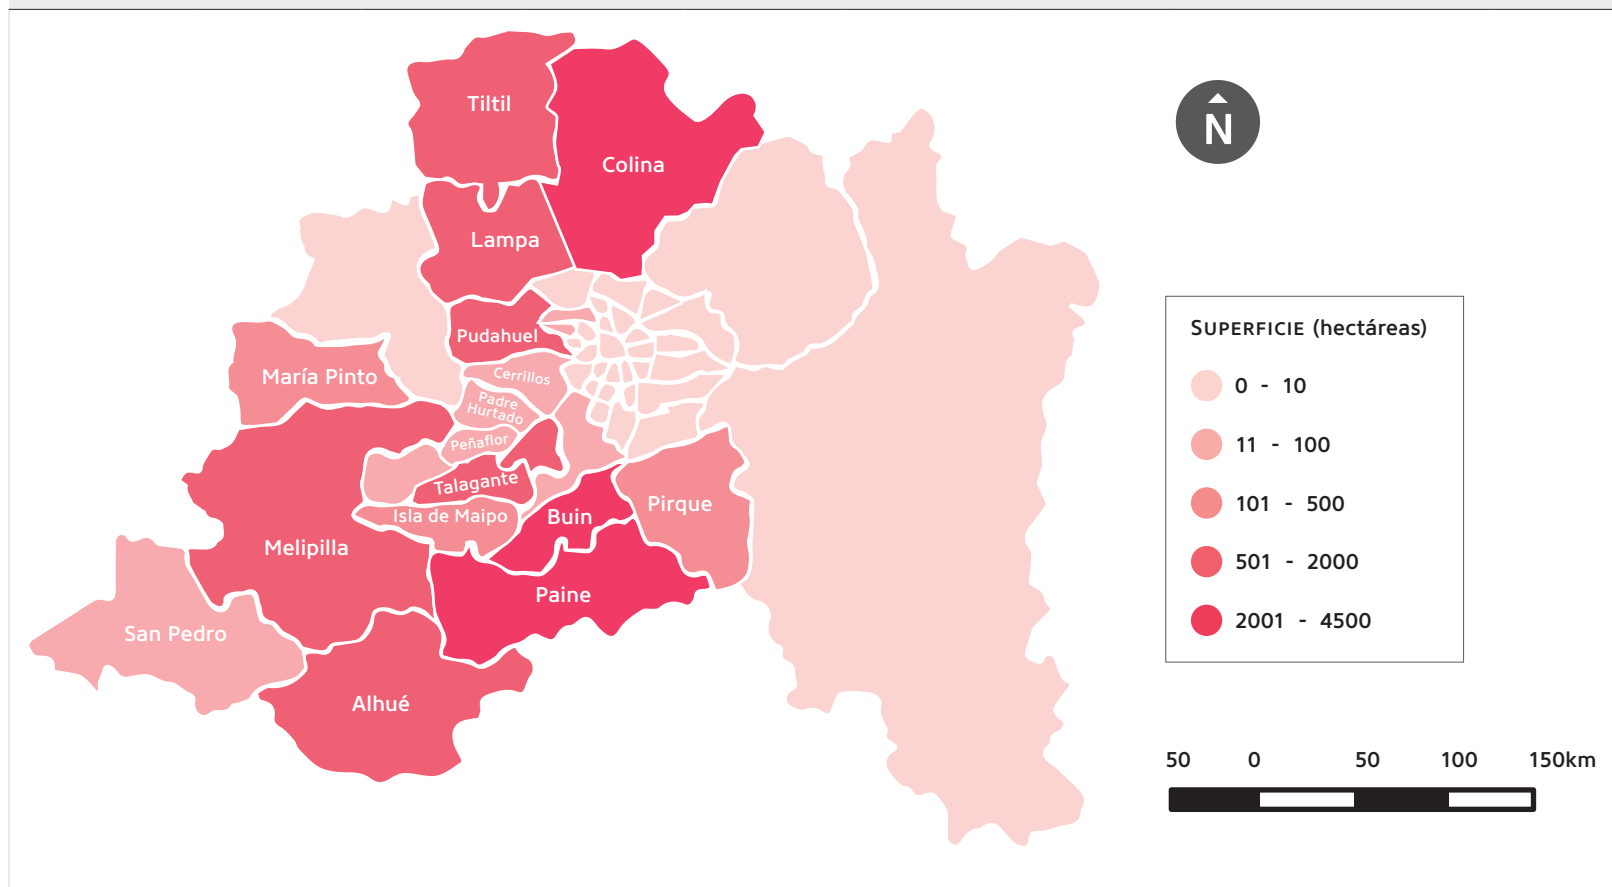 Tiltil
Colina
Lampa
Pudahuel
María Pinto
Cerrillos
Padre
Hurtado
Peñaflor
Talagante
Isla de Maipo
Buin
Pirque
Melipilla
Paine
San Pedro
Alhué
N
SUPERFICIE (hectáreas)
0 - 10
11 - 100
101 - 500
501 - 2000
2001 - 4500
50 0 50 100 150km